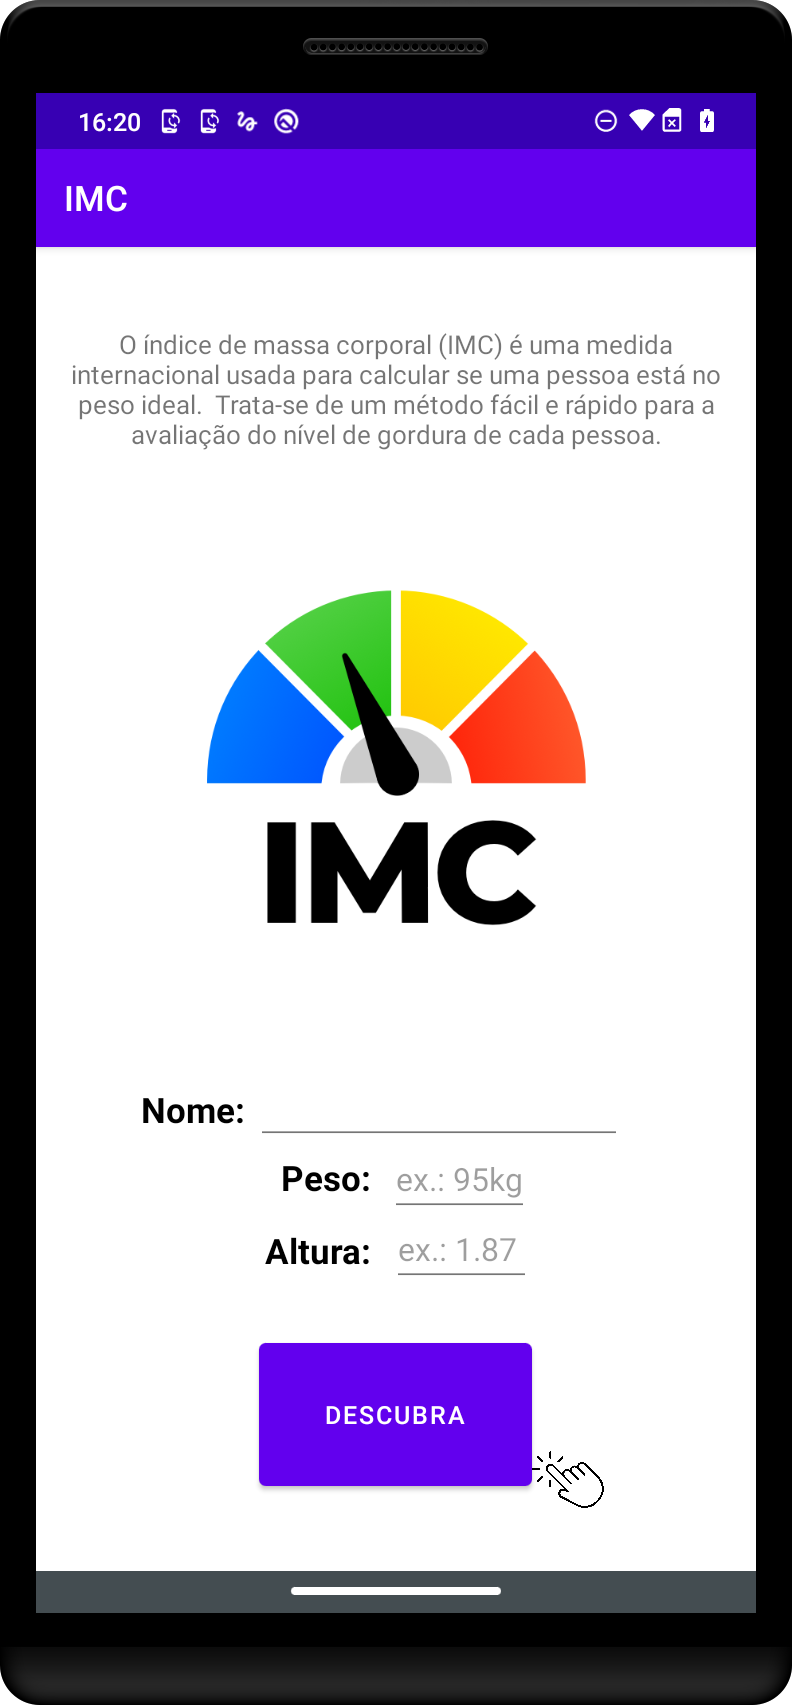 16:20
IMC
O índice de massa corporal (IMC) é uma medida
internacional usada para calcular se uma pessoa está no
peso ideal.  Trata-se de um método fácil e rápido para a
avaliação do nível de gordura de cada pessoa.
IMC
Nome:
Peso: ex.: 95kg
Altura: ex.: 1.87
DESCUBRA